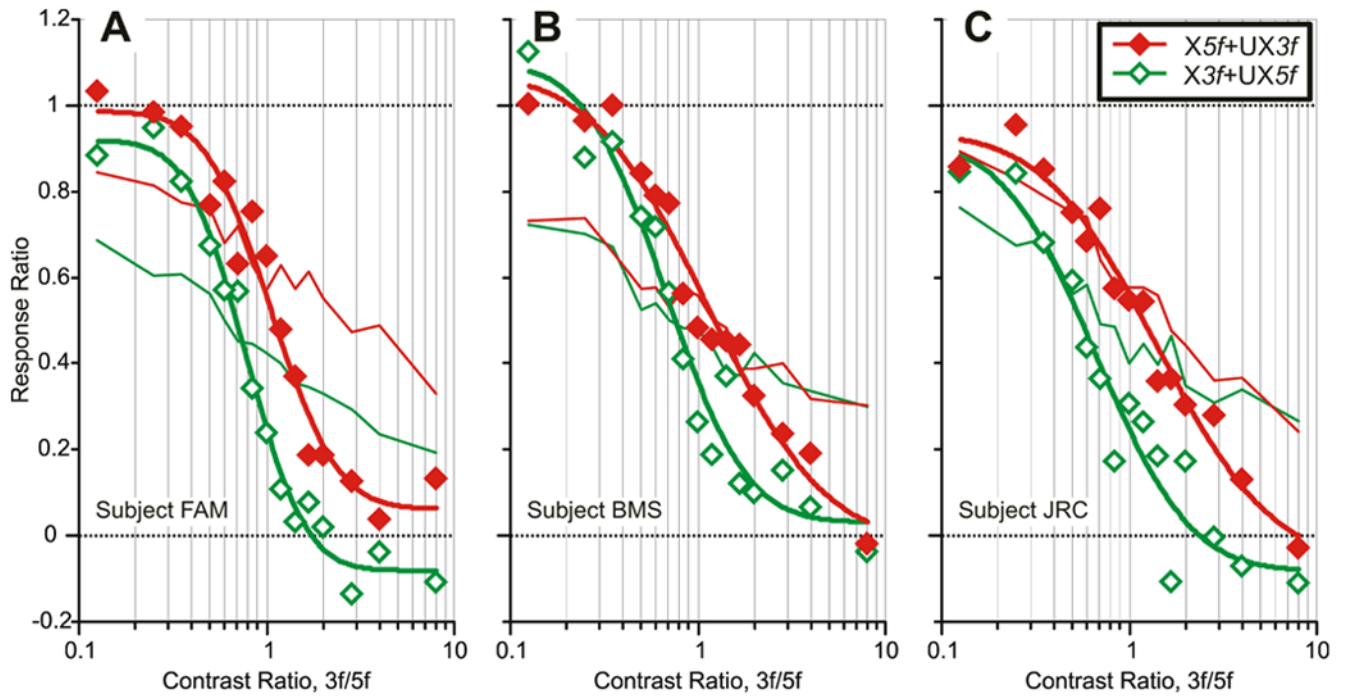 A
B
C
X5f+UX3f
X3f+UX5f
1.2
1
0.8
0.6
0.4
0.2
0
-0.2
Response Ratio
Subject FAM
Subject BMS
Subject JRC
0.1
1
10
0.1
1
10
0.1
1
10
Contrast Ratio, 3f/5f
Contrast Ratio, 3f/5f
Contrast Ratio, 3f/5f